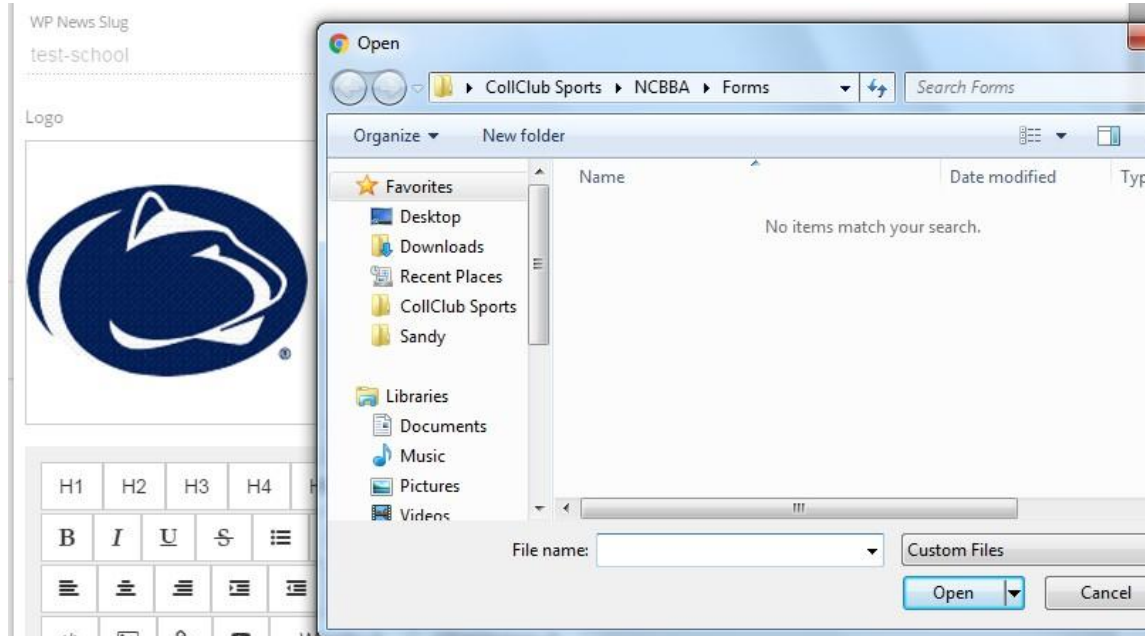 WP News Slug
test-school
Logo
®
H1 H2 H3 H4
B I U S
Open
CollClub Sports NCBBA Forms
Search Forms
Organize New folder
Name Date modified Typ
No items match your search.
Favorites
Desktop
Downloads
Recent Places
CollClub Sports
Sandy
Libraries
Documents
Music
Pictures
Videos
File name:
Custom Files
Open Cancel